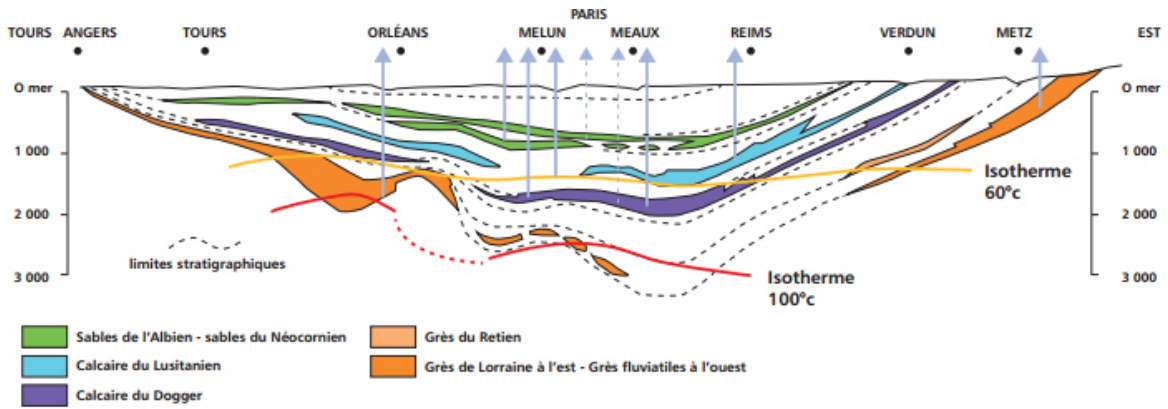 PARIS
TOURS ANGERS TOURS ORLÉANS MELUN MEAUX REIMS VERDUN METZ EST
0 mer 0 mer
1 000 1 000
Isotherme
60°c
2 000 2 000
limites stratigraphiques
3 000 3 000
Isotherme
100°c
Sables de l'Albien - sables du Néocornien
Grès du Retien
Calcaire du Lusitanien
Grès de Lorraine à l'est - Grès fluviatiles à l'ouest
Calcaire du Dogger